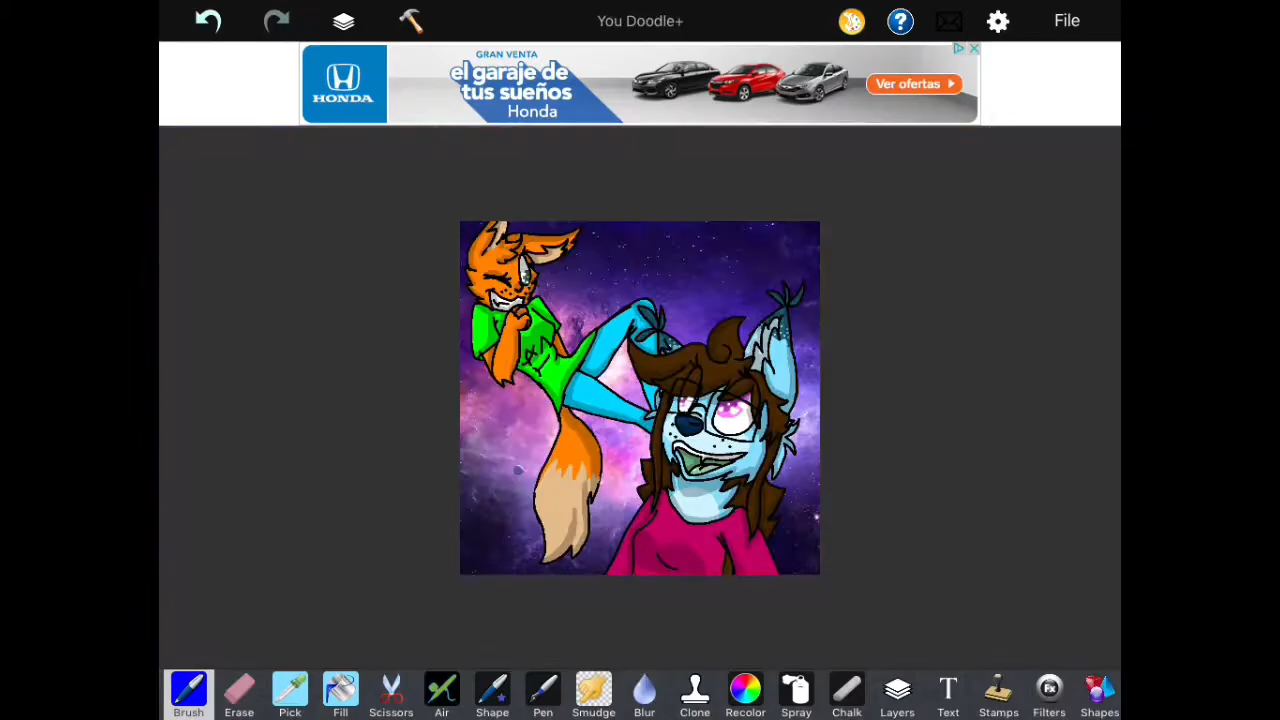 You Doodle+
File
GRAN VENTA
el garaje de
tus sueños
Honda
HONDA
Ver ofertas
Brush
Erase
Pick
Fill
Scissors
Air
Shape
Pen
Smudge
Blur
Clone
Recolor
Spray
Chalk
Layers
T
Text
Stamps
Fx
Filters
Shapes